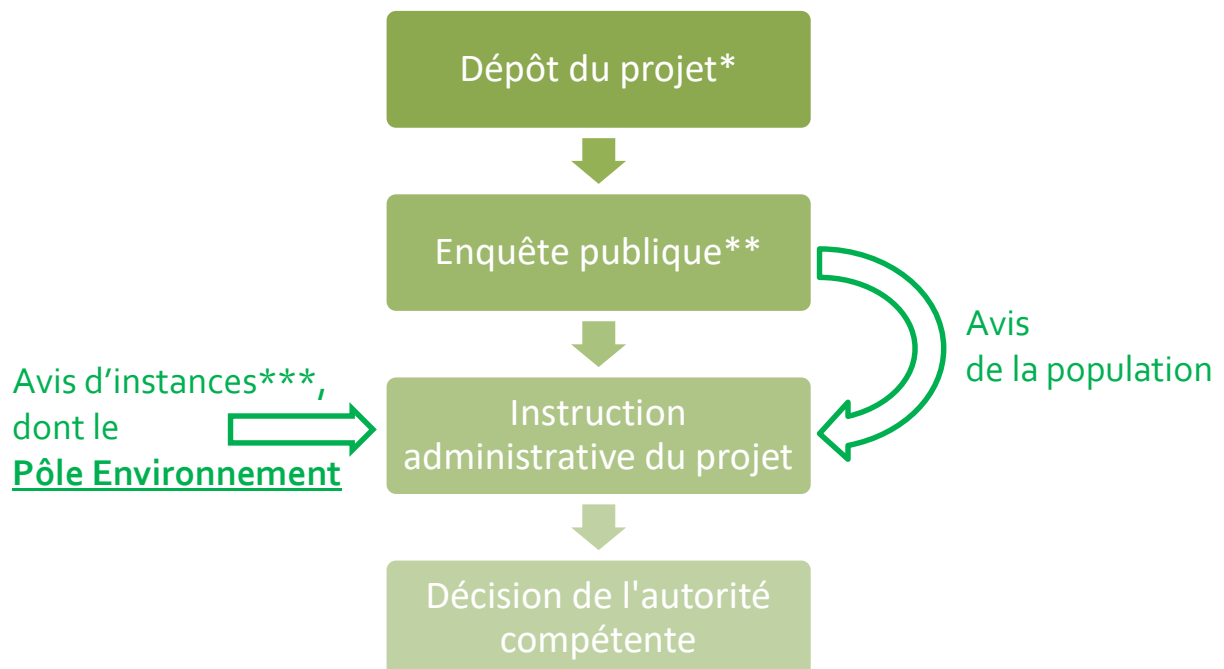 Dépôt du projet*
Enquête publique**
Avis
de la population
Avis d’instances***,
dont le
Pôle Environnement
Instruction
administrative du projet
Décision de l'autorité
compétente